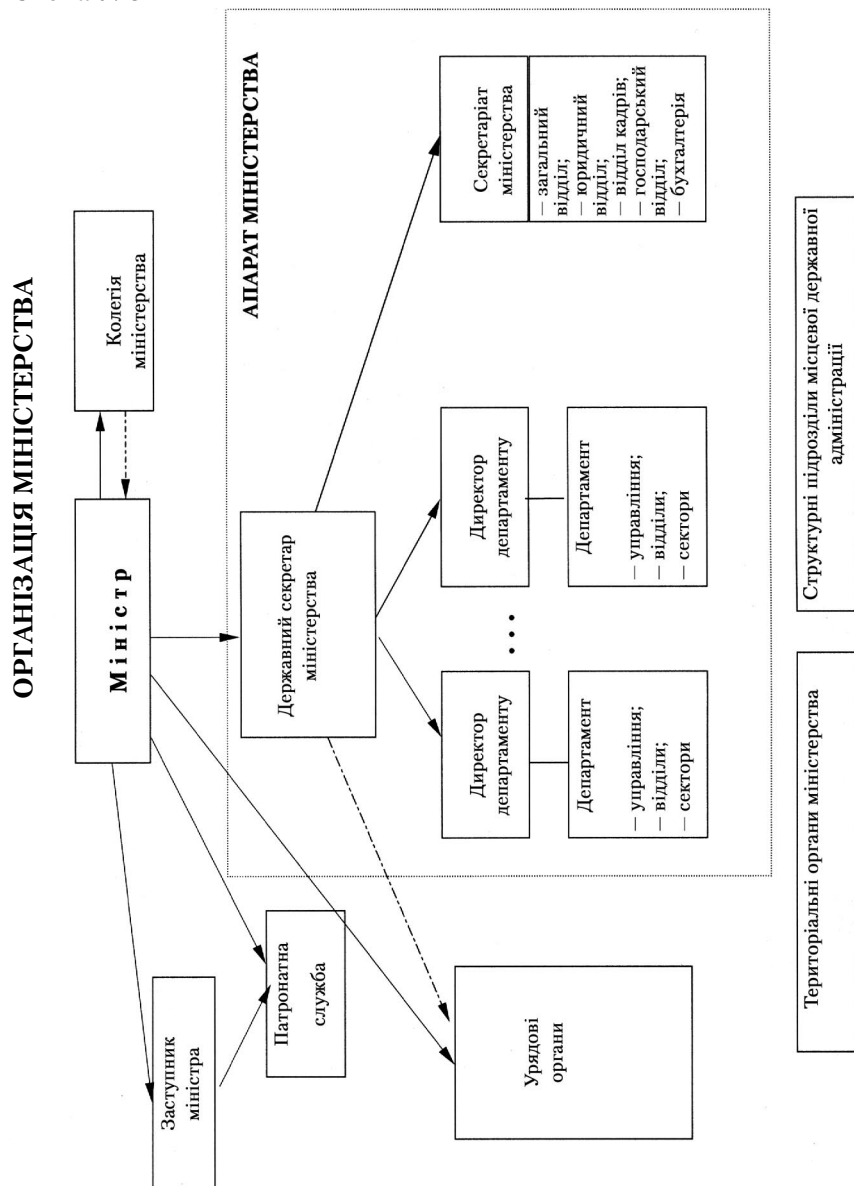 ОРГАНІЗАЦІЯ МІНІСТЕРСТВА
Міністр
Колегія
міністерства
Заступник
міністра
Патронатна
служба
АПАРАТ МІНІСТЕРСТВА
Державний секретар
міністерства
Секретаріат
міністерства
— загальний
відділ;
— юридичний
відділ;
— відділ кадрів;
— господарський
відділ;
— бухгалтерія
Урядові
органи
Директор
департаменту
Департамент
— управління;
— відділи;
— сектори
...
Директор
департаменту
Департамент
— управління;
— відділи;
— сектори
Територіальні органи міністерства
Структурні підрозділи місцевої державної
адміністрації